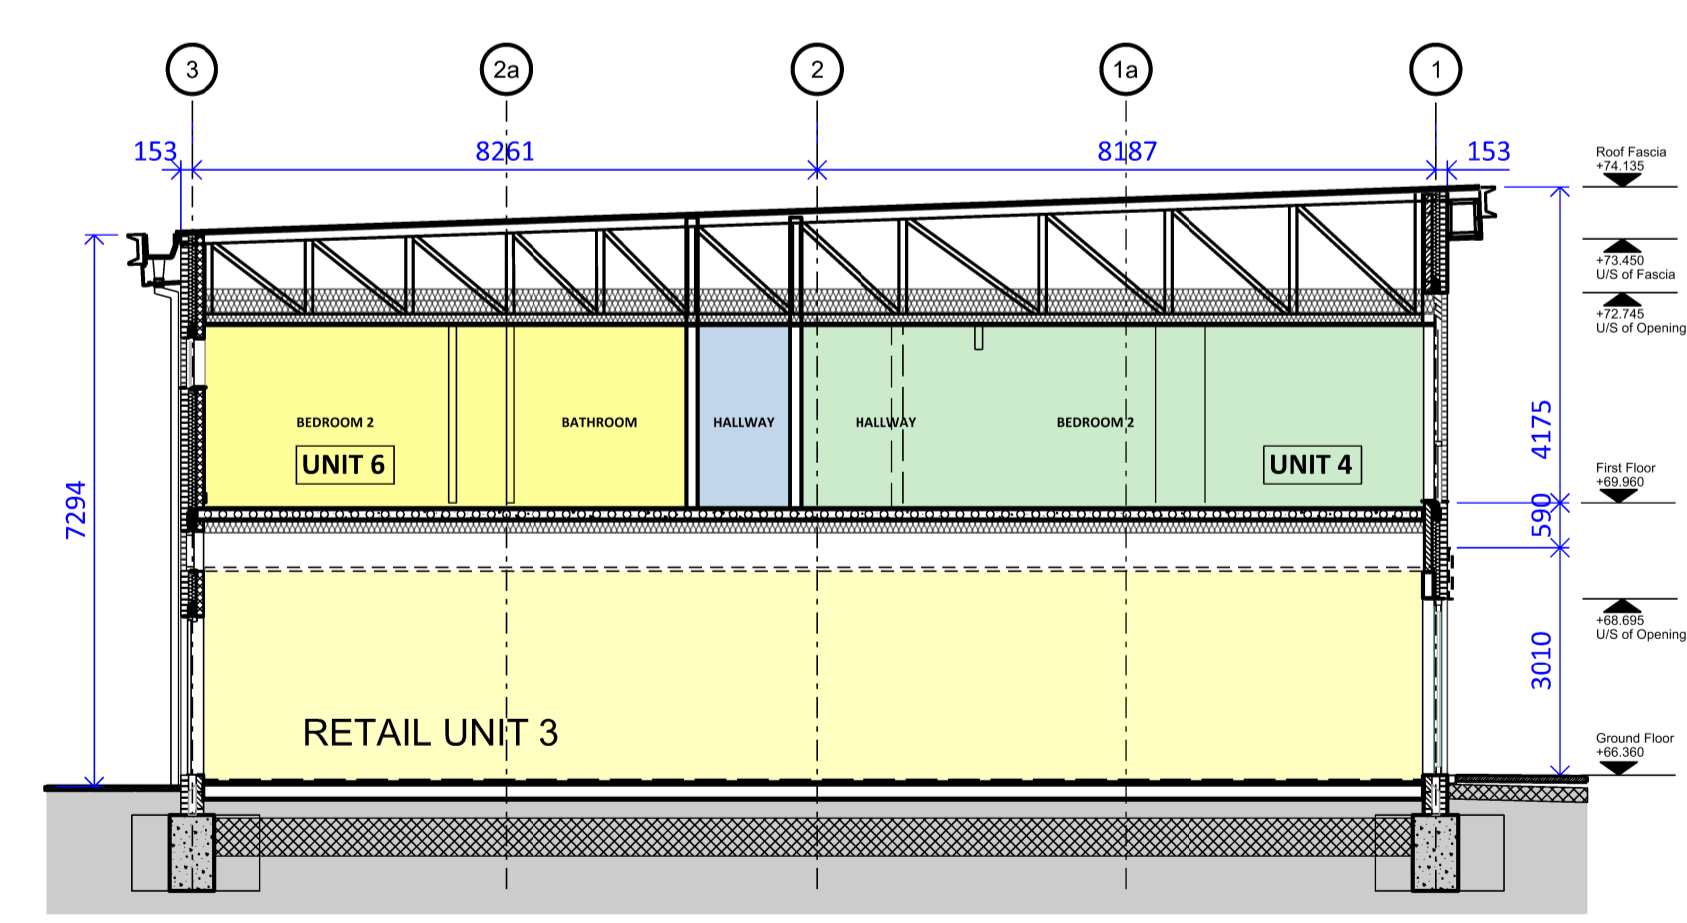 3
2a
2
1a
1
153
8261
8187
153
Roof Fascia
+74.135
+73.450
U/S of Fascia
+72.745
U/S of Opening
BEDROOM 2
BATHROOM
HALLWAY
HALLWAY
BEDROOM 2
UNIT 6
UNIT 4
4175
First Floor
+69.960
590
7294
+68.695
U/S of Opening
3010
RETAIL UNIT 3
Ground Floor
+66.360